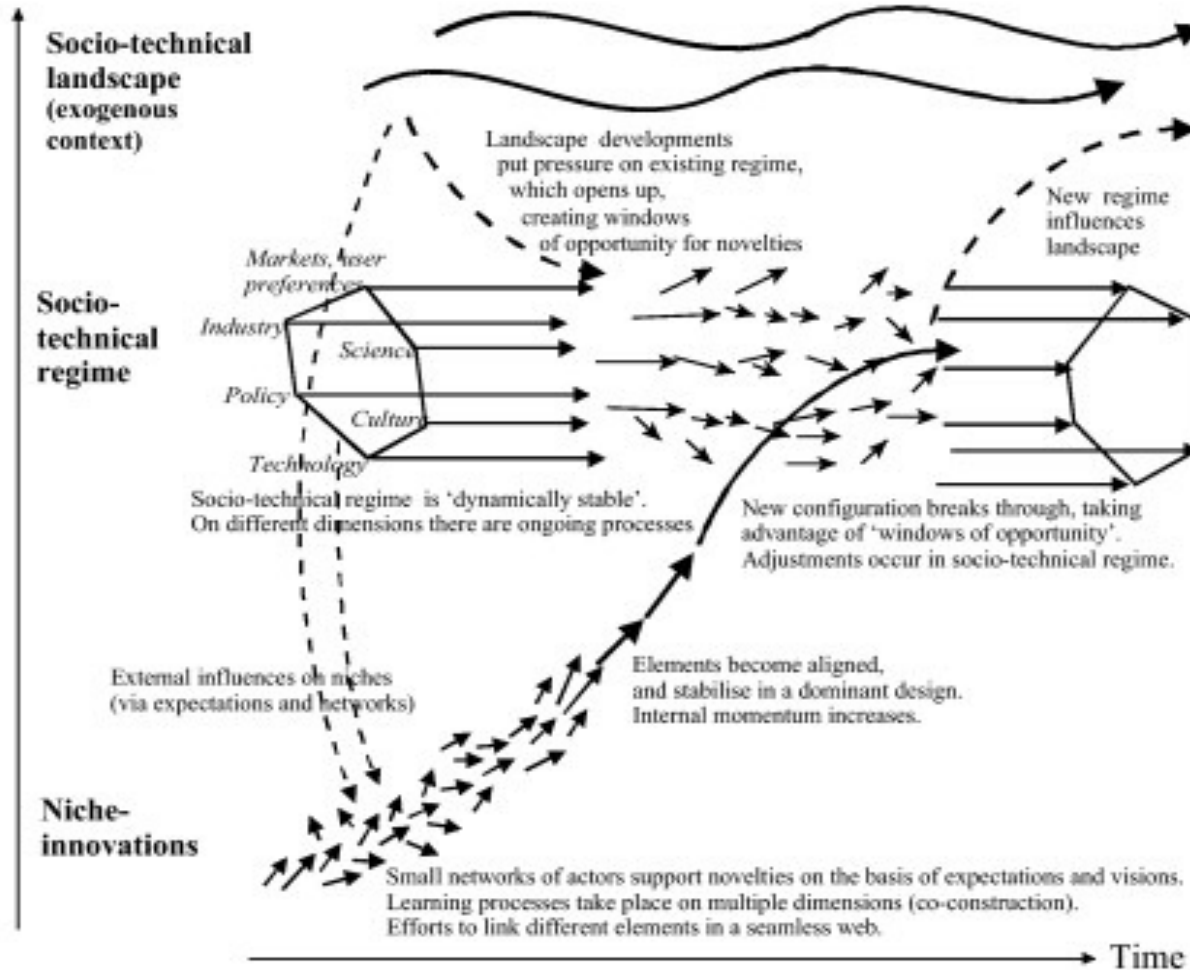 Socio-technical
landscape
(exogenous
context)
Landscape developments
put pressure on existing regime,
which opens up,
creating windows
of opportunity for novelties
New regime
influences
landscape
Markets, user
preferences
Socio-
technical
regime
Industry
Science
Policy
Culture
Technology
Socio-technical regime is ‘dynamically stable’.
On different dimensions there are ongoing processes
New configuration breaks through, taking
advantage of ‘windows of opportunity’.
Adjustments occur in socio-technical regime.
External influences on niches
(via expectations and networks)
Elements become aligned,
and stabilise in a dominant design.
Internal momentum increases.
Niche-
innovations
Small networks of actors support novelties on the basis of expectations and visions.
Learning processes take place on multiple dimensions (co-construction).
Efforts to link different elements in a seamless web.
Time